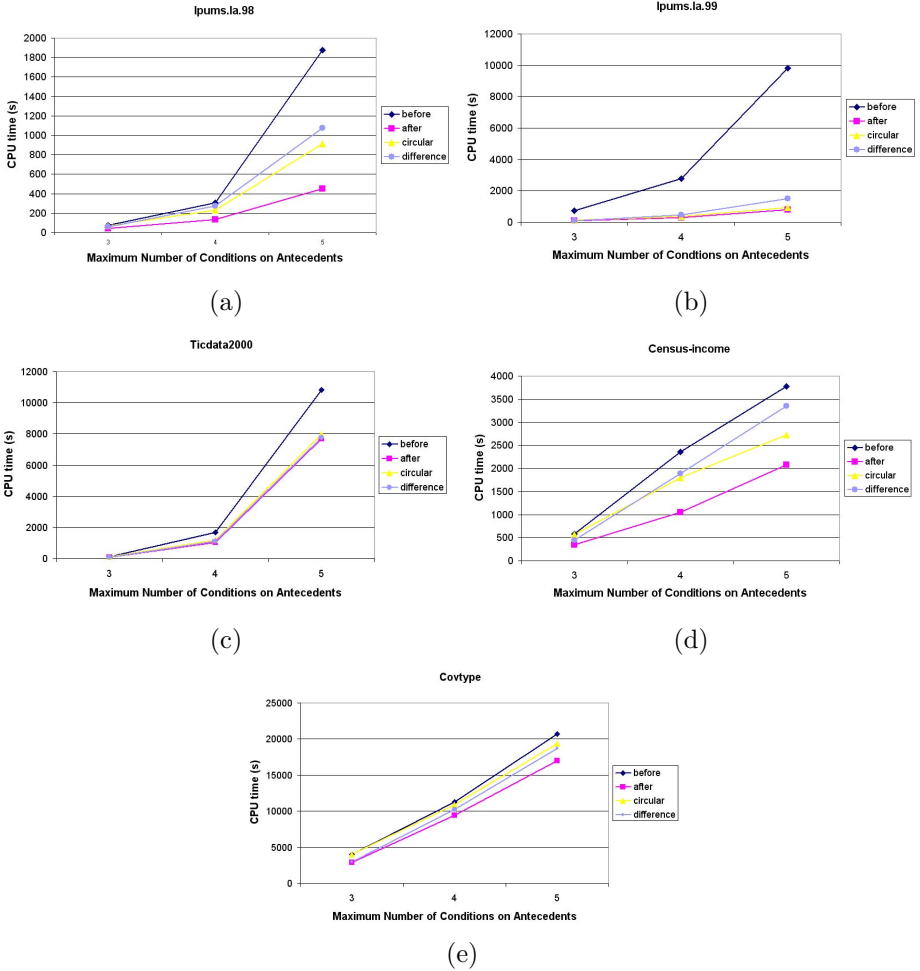 Ipums.la.98
2000
1800
1600
1400
1200
1000
800
600
400
200
0
CPU time (s)
3 4 5
Maximum Number of Conditions on Antecedents
before
after
circular
difference
(a)
Ipums.la.99
12000
10000
8000
6000
4000
2000
0
CPU time (s)
3 4 5
Maximum Number of Conditions on Antecedents
before
after
circular
difference
(b)
Ticdata2000
12000
10000
8000
6000
4000
2000
0
CPU time (s)
3 4 5
Maximum Number of Conditions on Antecedents
before
after
circular
difference
(c)
Census-income
4000
3500
3000
2500
2000
1500
1000
500
0
CPU time (s)
3 4 5
Maximum Number of Conditions on Antecedents
before
after
circular
difference
(d)
Covtype
25000
20000
15000
10000
5000
0
CPU time (s)
3 4 5
Maximum Number of Conditions on Antecedents
before
after
circular
difference
(e)